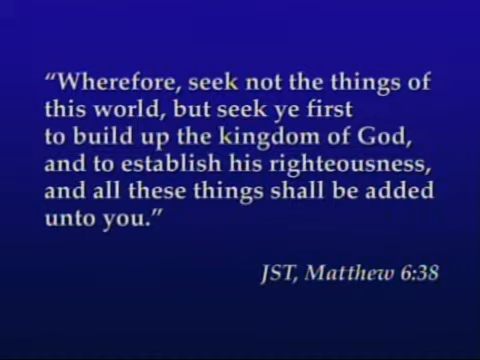 “Wherefore, seek not the things of
this world, but seek ye first
to build up the kingdom of God,
and to establish his righteousness,
and all these things shall be added
unto you.”
JST, Matthew 6:38